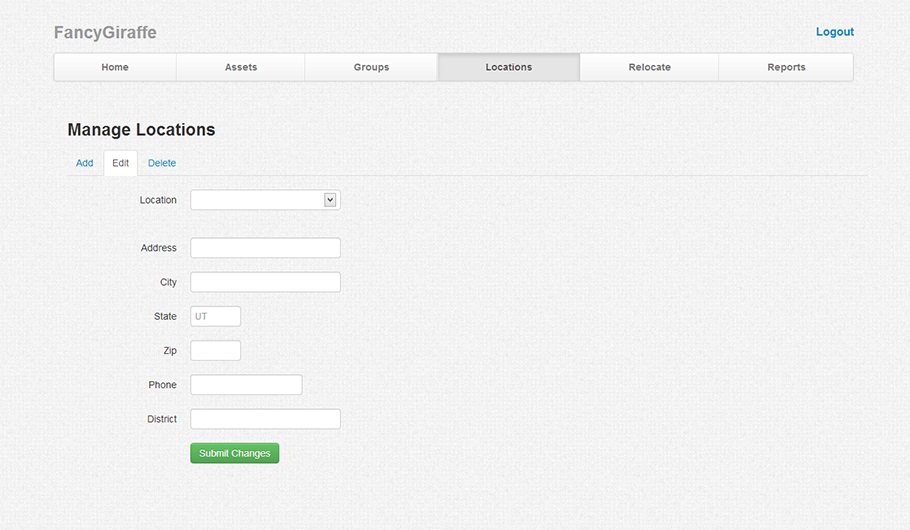 FancyGiraffe
Logout
Home Assets Groups Locations Relocate Reports
Manage Locations
Add Edit Delete
Location
Address
City
State UT
Zip
Phone
District
Submit Changes